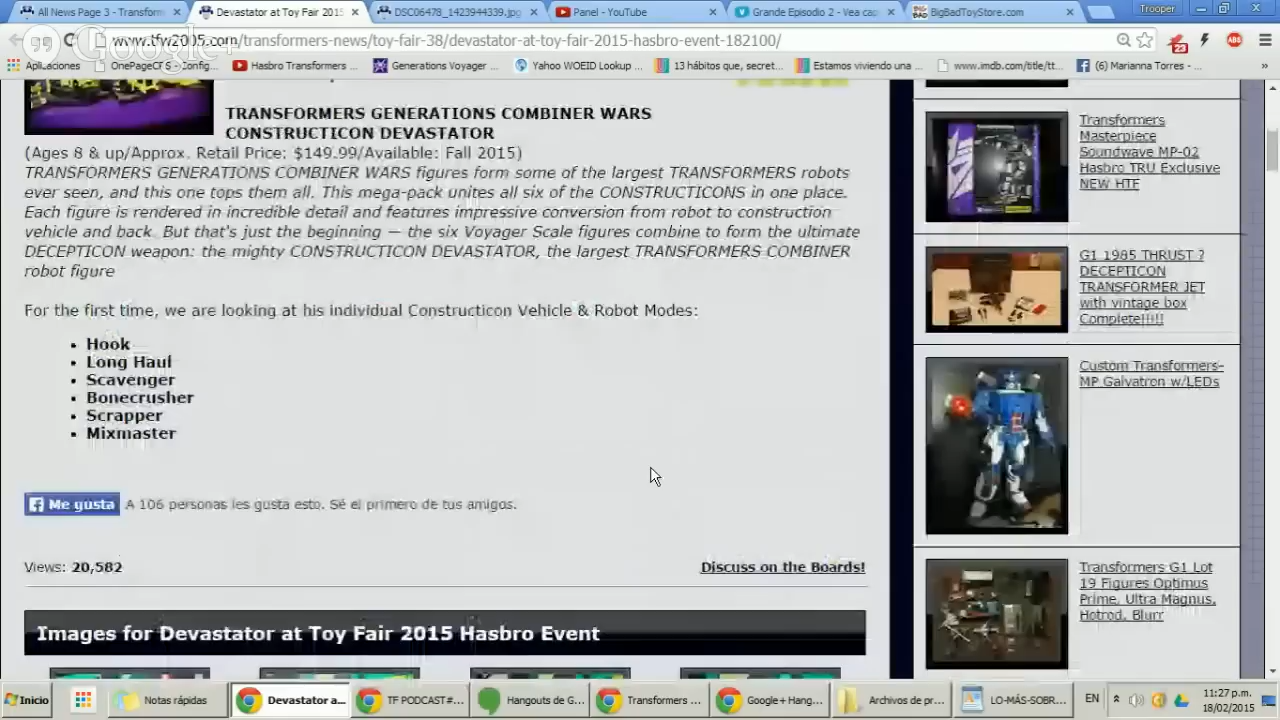 All News Page 3 - Transform
Devastator at Toy Fair 2015
DSC06478_1423944339.jpg
Panel - YouTube
Grande Episodio 2 - Vea cap
BigBadToyStore.com
Trooper
Google+
www.tfw2005.com/transformers-news/toy-fair-38/devastator-at-toy-fair-2015-hasbro-event-182100/
23
ABP
Aplicaciones
OnePageCPS - Config...
Hasbro Transformers ...
Generations Voyager ...
Yahoo WOEID Lookup ...
13 hábitos que, secret...
Estamos viviendo una ...
www.imdb.com/title/tt...
(6) Marianna Torres - ...
»
TRANSFORMERS GENERATIONS COMBINER WARS
CONSTRUCTICON DEVASTATOR
(Ages 8 & up/Approx. Retail Price: $149.99/Available: Fall 2015)
TRANSFORMERS GENERATIONS COMBINER WARS figures form some of the largest TRANSFORMERS robots
ever seen, and this one tops them all. This mega-pack unites all six of the CONSTRUCTICONS in one place.
Each figure is rendered in incredible detail and features impressive conversion from robot to construction
vehicle and back. But that's just the beginning — the six Voyager Scale figures combine to form the ultimate
DECEPTICON weapon: the mighty CONSTRUCTICON DEVASTATOR, the largest TRANSFORMERS COMBINER
robot figure
For the first time, we are looking at his individual Constructicon Vehicle & Robot Modes:
• Hook
• Long Haul
• Scavenger
• Bonecrusher
• Scrapper
• Mixmaster
Me gusta A 106 personas les gusta esto. Sé el primero de tus amigos.
Views: 20,582
Discuss on the Boards!
Images for Devastator at Toy Fair 2015 Hasbro Event
Transformers
Masterpiece
Soundwave MP-02
Hasbro TRU Exclusive
NEW HTF
G1 1985 THRUST ?
DECEPTICON
TRANSFORMER JET
with vintage box
Complete!!!!!
Custom Transformers-
MP Galvatron w/LEDs
Transformers G1 Lot
19 Figures Optimus
Prime, Ultra Magnus,
Hotrod, Blurr
Inicio
Notas rápidas
Devastator a...
TF PODCAST#...
Hangouts de G...
Transformers ...
Google+ Hang...
Archivos de pr...
LO-MÁS-SOBR...
EN
11:27 p.m.
18/02/2015